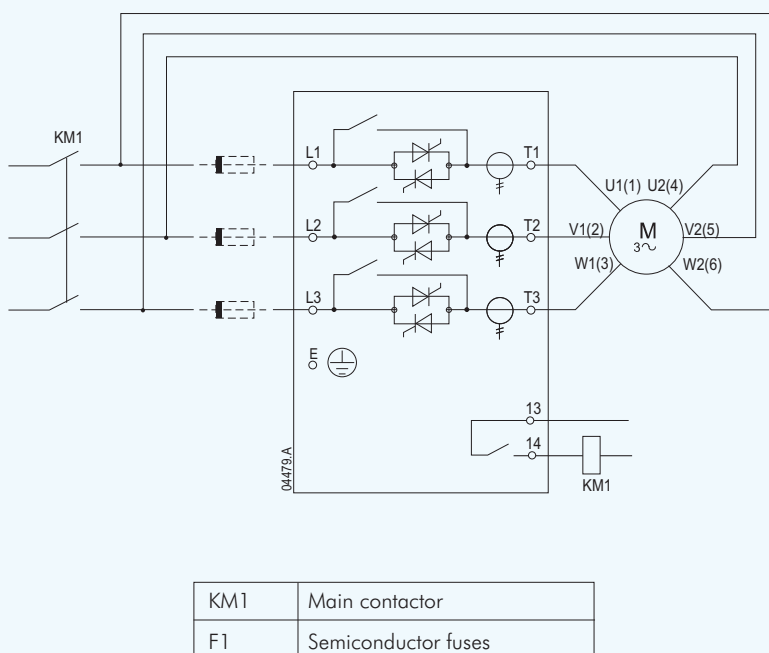 KM1
L1
T1
U1(1) U2(4)
L2
T2
V1(2)
M
3~
V2(5)
W1(3)
W2(6)
L3
T3
E
13
14
KM1
04479.A
KM1 Main contactor
F1 Semiconductor fuses